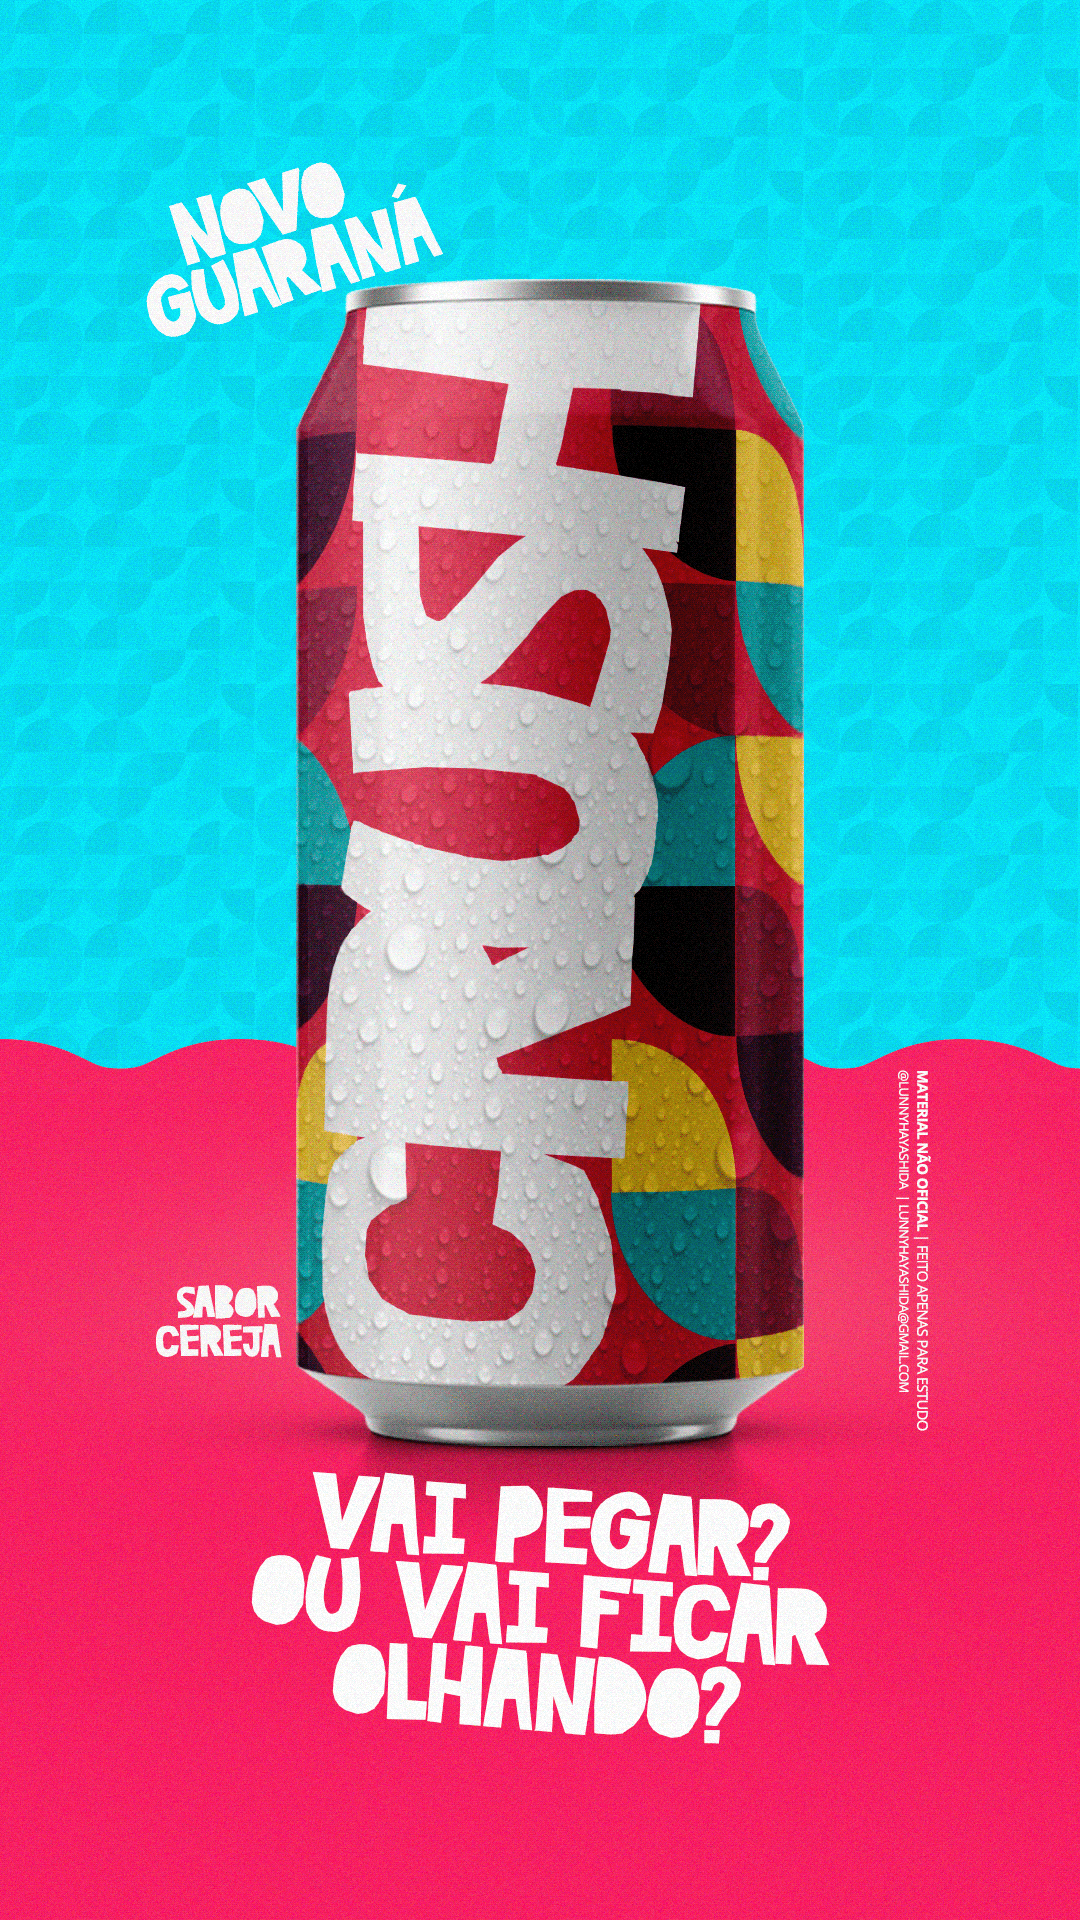 NOVO
GUARANÁ
CRUSH
SABOR
CEREJA
MATERIAL NÃO OFICIAL | FEITO APENAS PARA ESTUDO
@LUNNYHAYASHIDA | LUNNYHAYASHIDA@GMAIL.COM
VAI PEGAR?
OU VAI FICAR
OLHANDO?